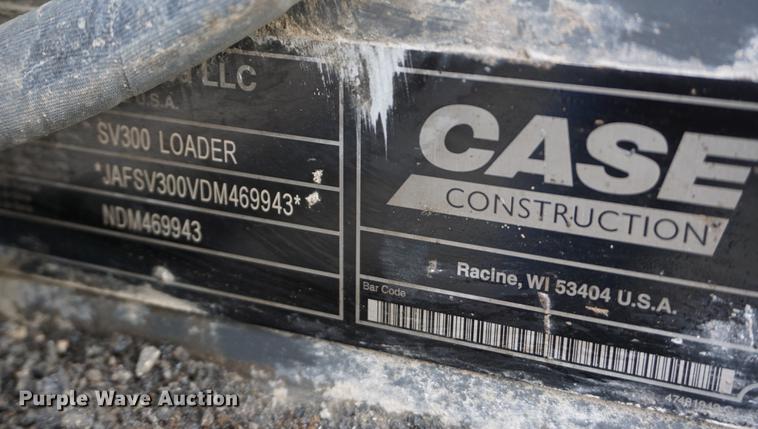 LLC
U.S.A.
SV300 LOADER
*JAFSV300VDM469943*
NDM469943
CASE
CONSTRUCTION
Racine, WI 53404 U.S.A.
Bar Code
Purple Wave Auction